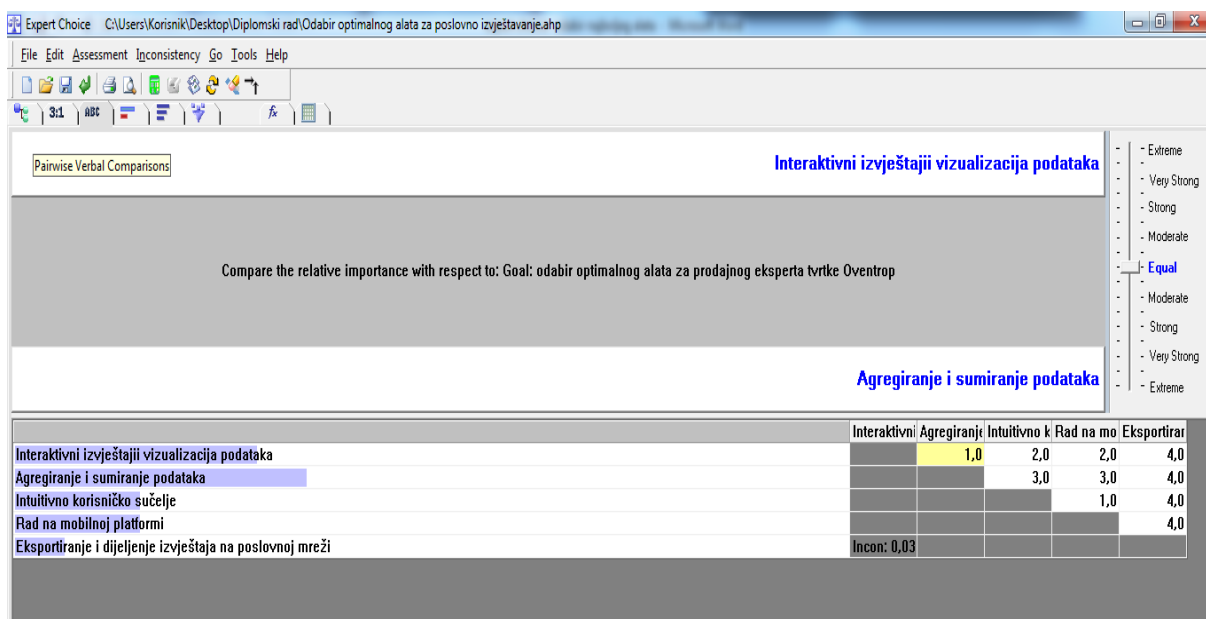 Expert Choice C:\Users\Korisnik\Desktop\Diplomski rad\Odabir optimalnog alata za poslovno izvještavanje.ahp
File Edit Assessment Inconsistency Go Tools Help
3:1 ABC fx
Pairwise Verbal Comparisons
Interaktivni izvještajii vizualizacija podataka
Compare the relative importance with respect to: Goal: odabir optimalnog alata za prodajnog eksperta tvrtke Oventrop
Agregiranje i sumiranje podataka
Extreme
Very Strong
Strong
Moderate
Equal
Moderate
Strong
Very Strong
Extreme
Interaktivni Agregiranje Intuitivno k Rad na mo Eksportirar
Interaktivni izvještajii vizualizacija podataka 1,0 2,0 2,0 4,0
Agregiranje i sumiranje podataka 3,0 3,0 4,0
Intuitivno korisničko sučelje 1,0 4,0
Rad na mobilnoj platformi 4,0
Eksportiranje i dijeljenje izvještaja na poslovnoj mreži Incon: 0,03